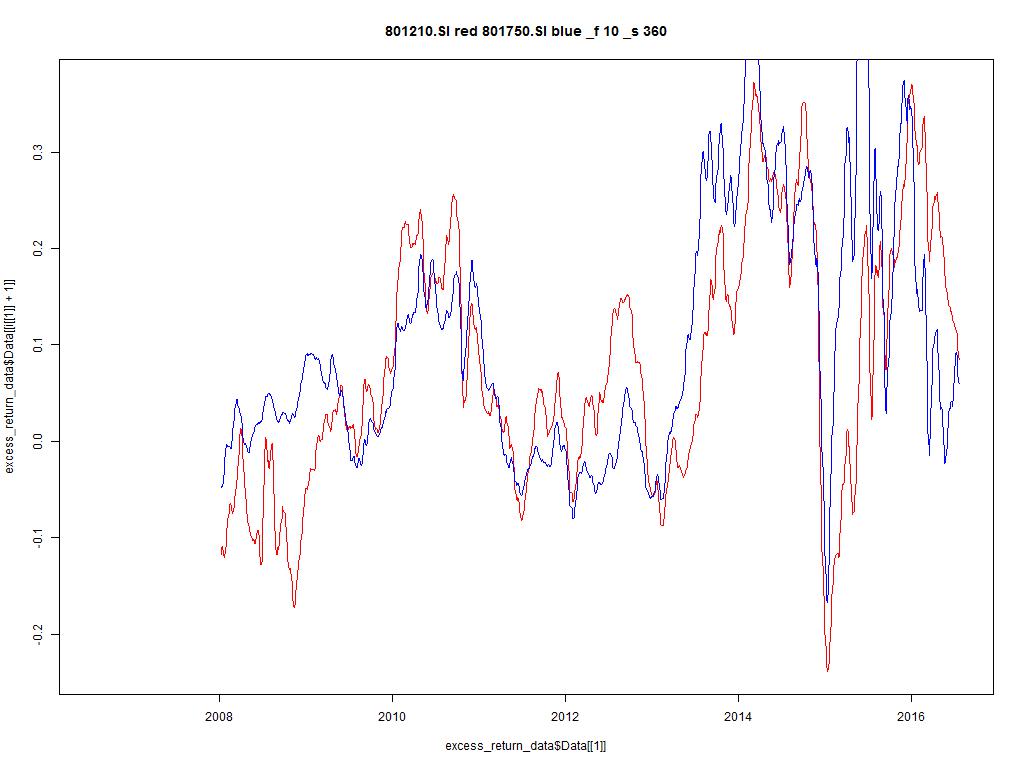 801210.SI red 801750.SI blue _f 10 _s 360
excess_return_data$Data[[i[[1]] + 1]]
0.3
0.2
0.1
0.0
-0.1
-0.2
2008 2010 2012 2014 2016
excess_return_data$Data[[1]]